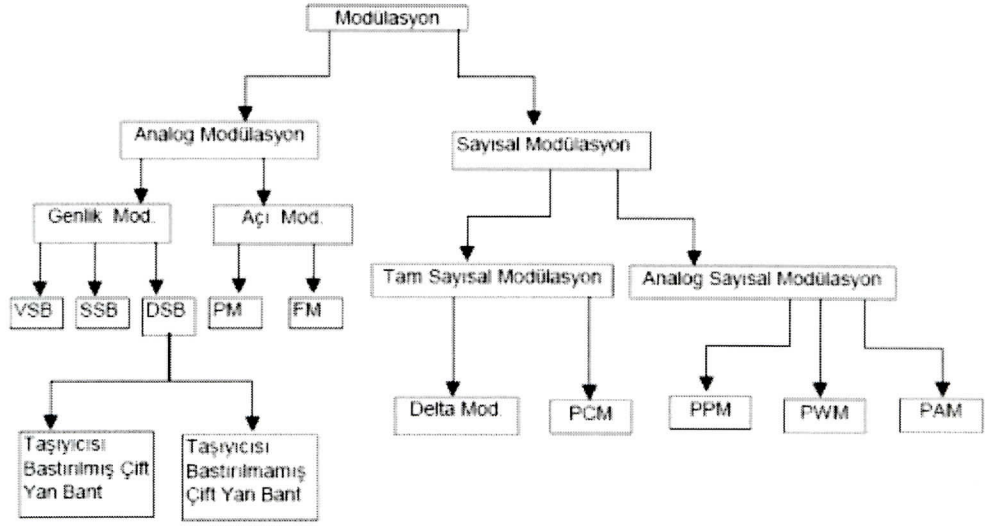 Modülasyon
Analog Modülasyon
Sayısal Modülasyon
Genlik Mod.
Açı Mod.
Tam Sayısal Modülasyon
Analog Sayısal Modülasyon
VSB
SSB
DSB
PM
FM
Delta Mod.
PCM
PPM
PWM
PAM
Taşıyıcısı
Bastırılmış Çift
Yan Bant
Taşıyıcısı
Bastırılmamış
Çift Yan Bant